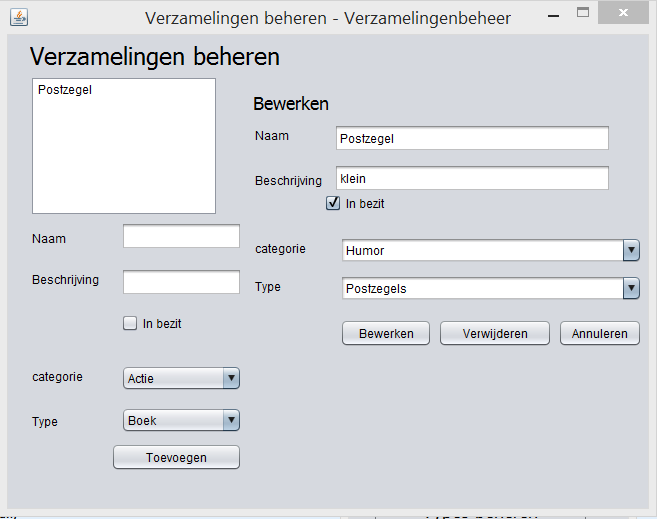 Verzamelingen beheren - Verzamelingenbeheer
Verzamelingen beheren
Postzegel
Naam
Beschrijving
In bezit
categorie
Actie
Type
Boek
Toevoegen
Bewerken
Naam
Postzegel
Beschrijving
klein
In bezit
categorie
Humor
Type
Postzegels
Bewerken
Verwijderen
Annuleren